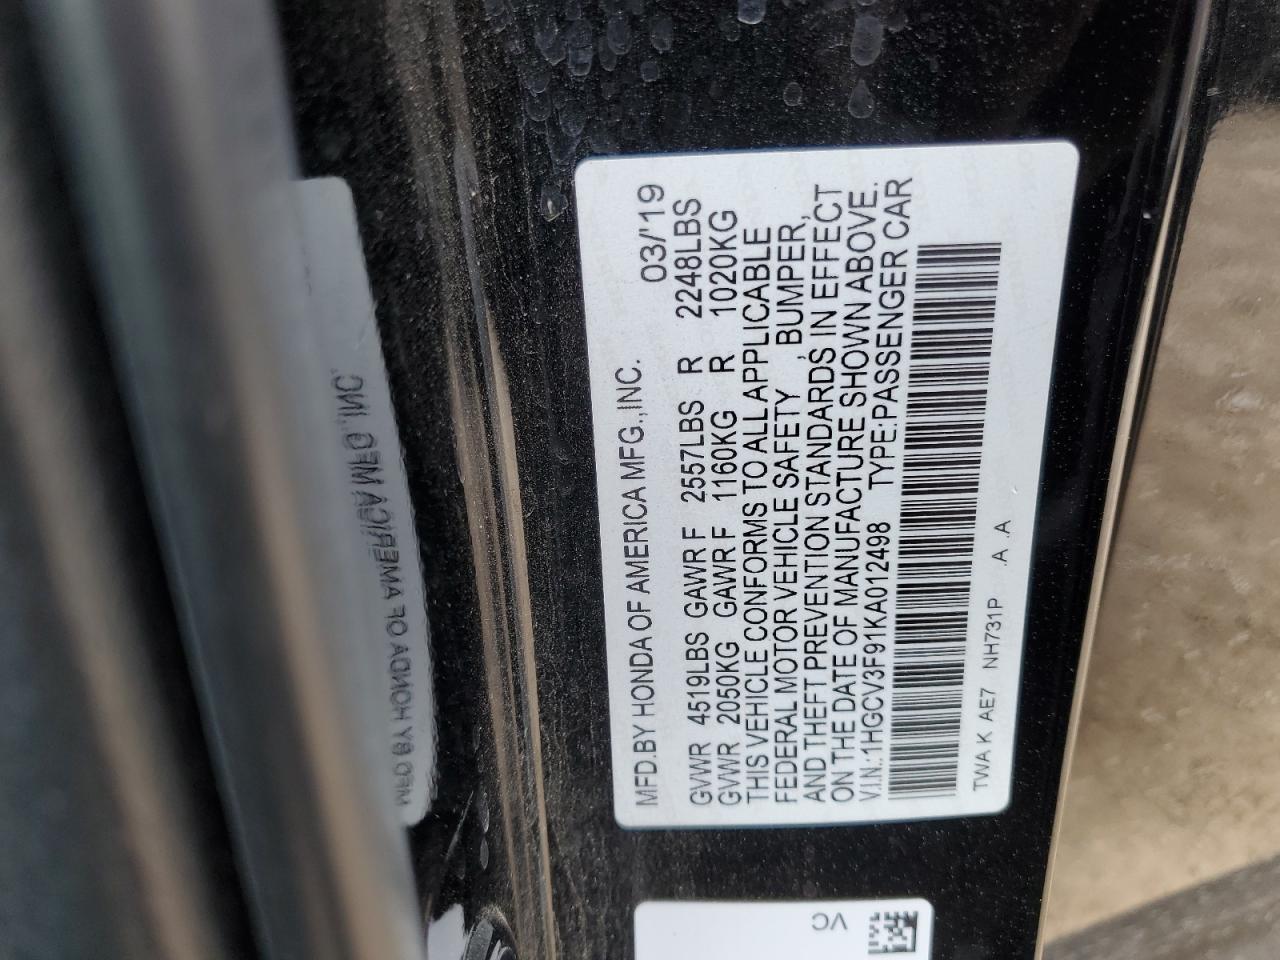 MFD.BY HONDA OF AMERICA MFG.,INC. 03/'19
GVWR 4519LBS GAWR F 2557LBS R 2248LBS
GVWR 2050KG GAWR F 1160KG R 1020KG
THIS VEHICLE CONFORMS TO ALL APPLICABLE
FEDERAL MOTOR VEHICLE SAFETY , BUMPER,
AND THEFT PREVENTION STANDARDS IN EFFECT
ON THE DATE OF MANUFACTURE SHOWN ABOVE.
V.I.N.:1HGCV3F91KA012498 TYPE:PASSENGER CAR
TWA K AE7 NH731P .A .A
VC
MFD BY HONDA OF AMERICA MFG.,INC.